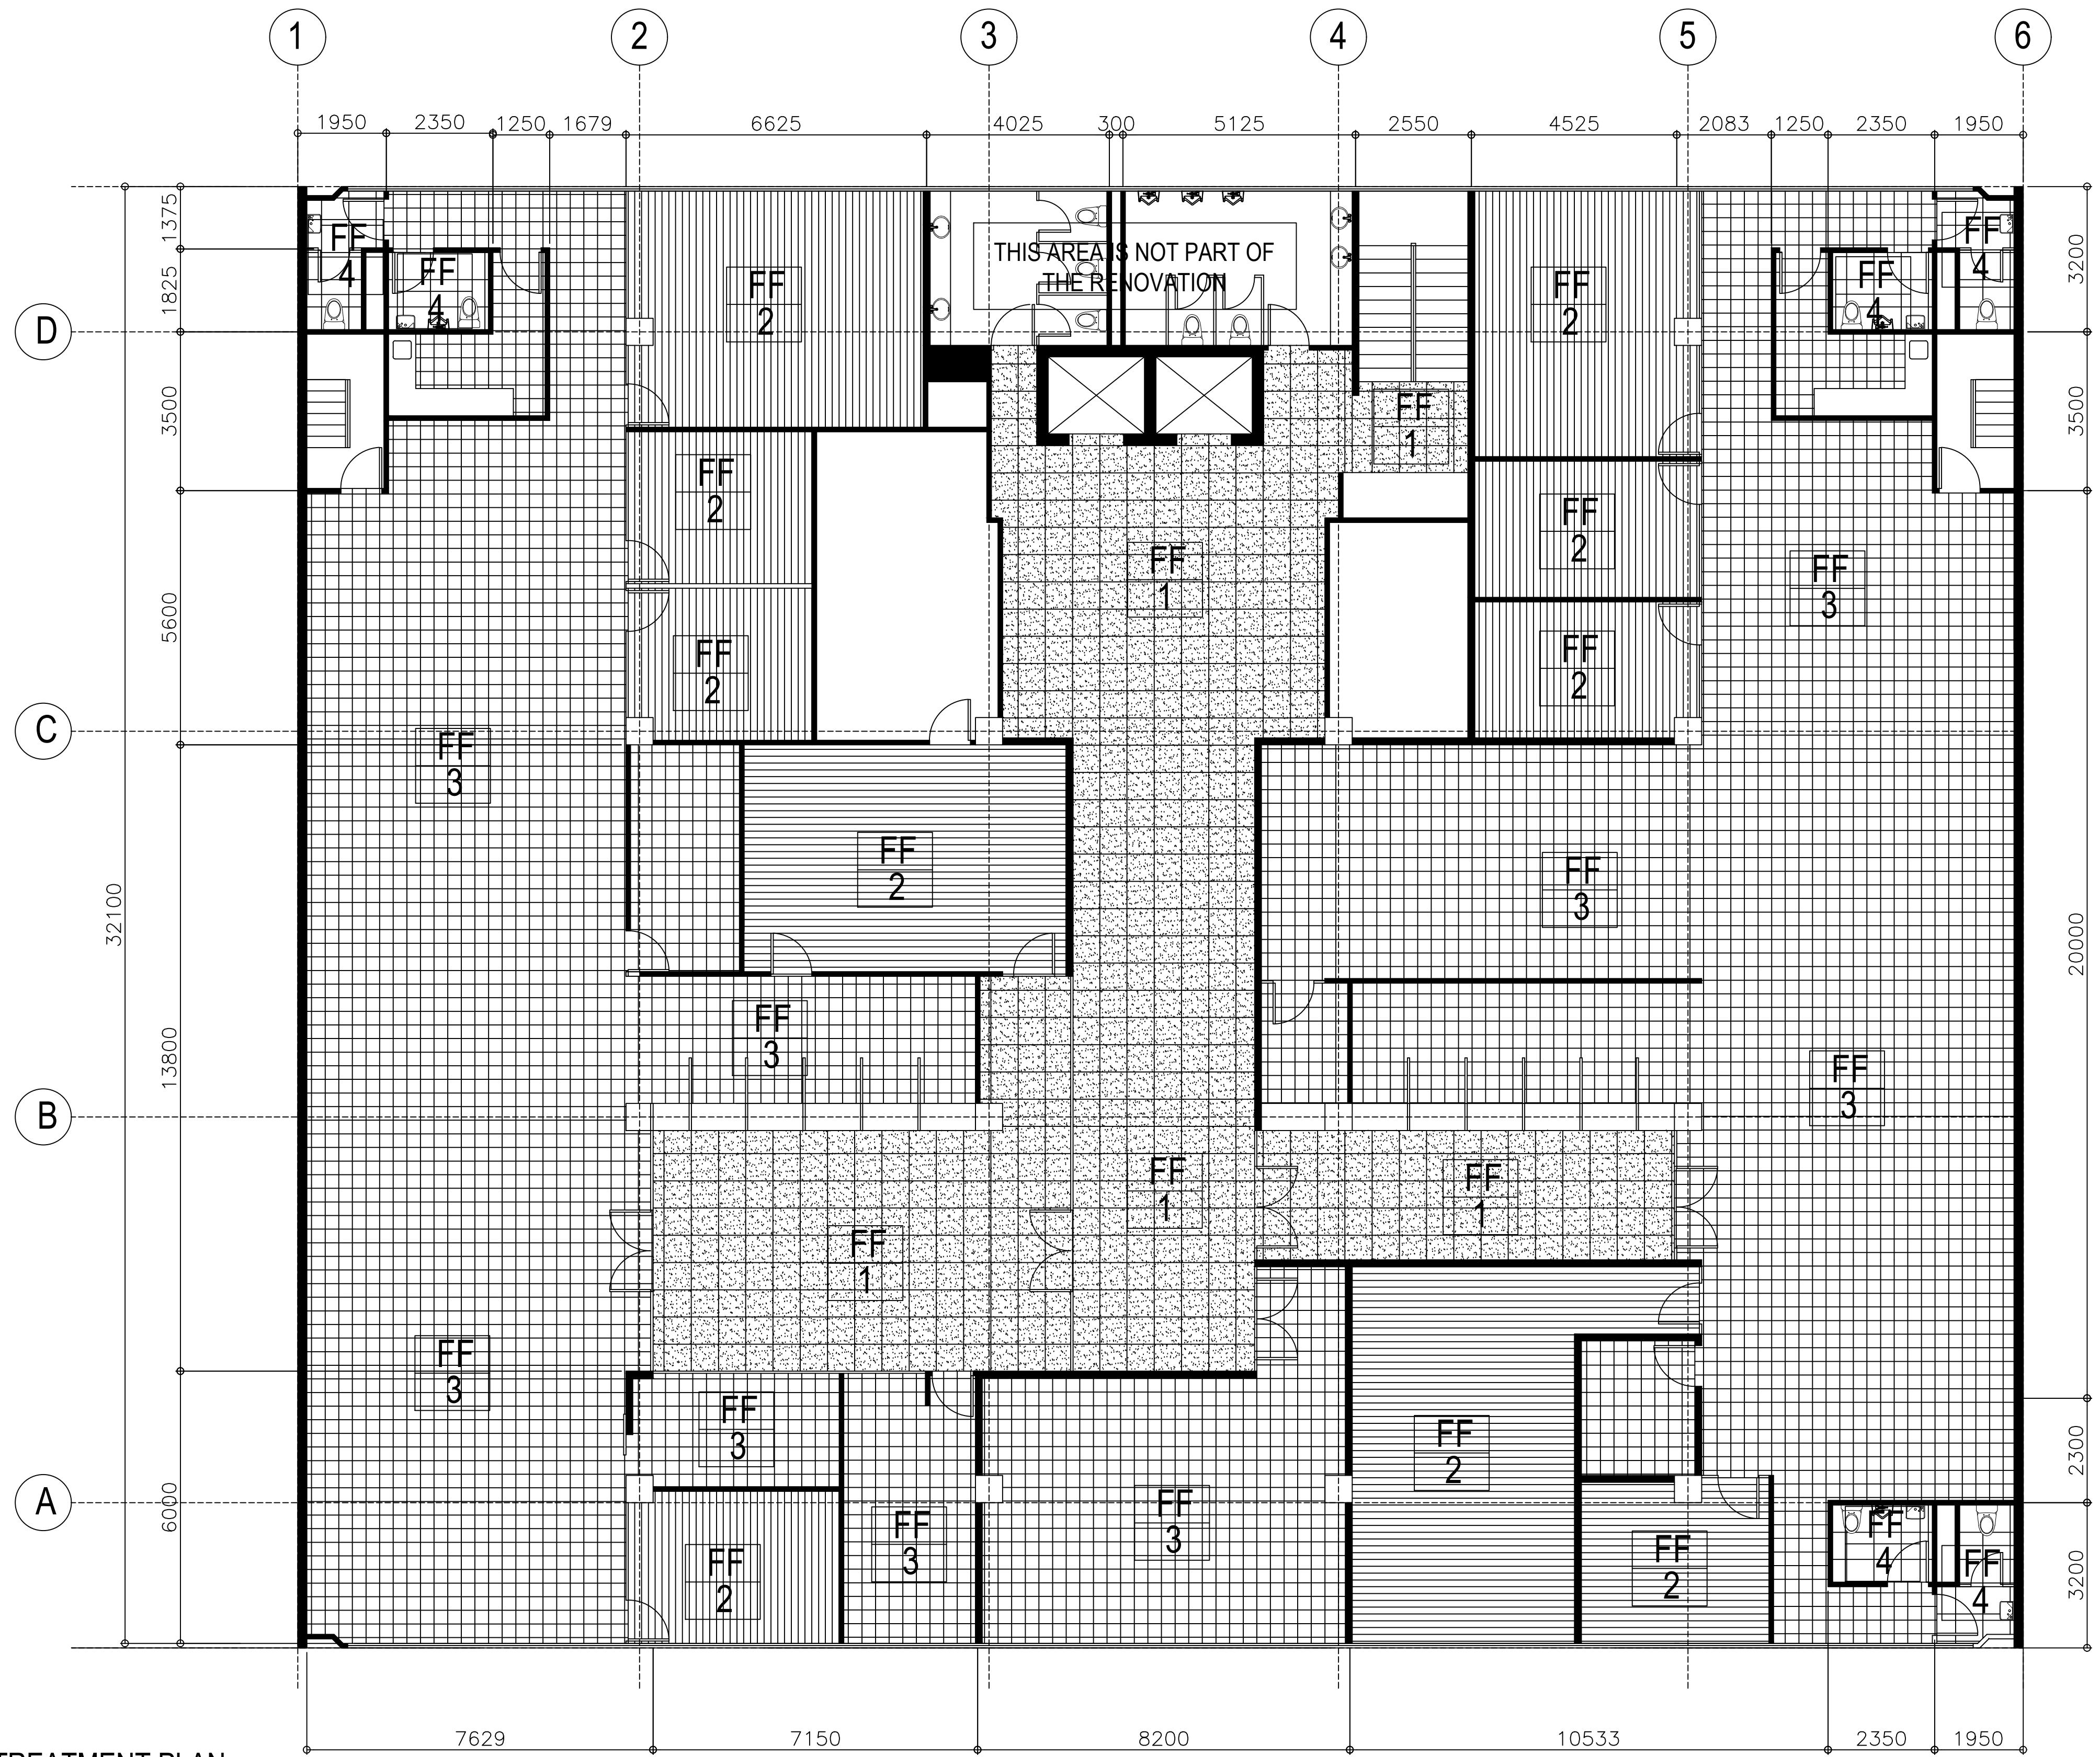 1 2 3 4 5 6
1950 2350 1250 1679 6625 4025 300 5125 2550 4525 2083 1250 2350 1950
1375
1825
3200
THIS AREA IS NOT PART OF
THE RENOVATION
FF
4
FF
4
FF
2
FF
2
FF
4
FF
4
D
3500
3500
FF
1
FF
2
FF
2
FF
1
FF
3
5600
FF
2
FF
2
C
FF
3
FF
2
FF
3
32100
20000
13800
FF
3
FF
3
B
FF
1
FF
1
FF
1
FF
3
FF
3
FF
2
2300
A
6000
FF
3
FF
3
FF
2
FF
2
FF
4
FF
4
3200
7629 7150 8200 10533 2350 1950
TREATMENT PLAN